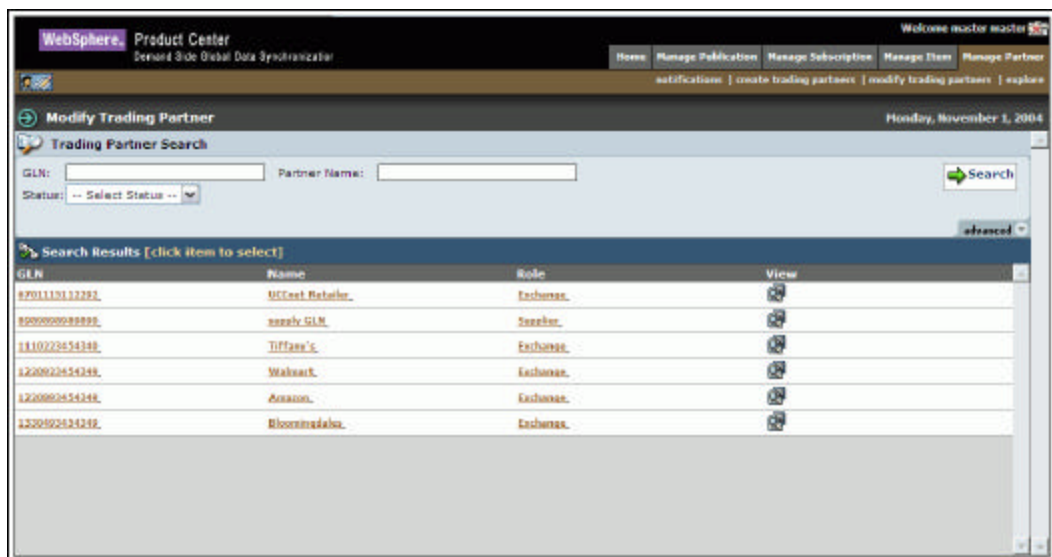 WebSphere. Product Center
Demand Side Global Data Synchronization
Welcome master master
Home Manage Publication Manage Subscription Manage Item Manage Partner
notifications | create trading partners | modify trading partners | explore
Modify Trading Partner
Monday, November 1, 2004
Trading Partner Search
GLN:
Partner Name:
Search
Status: -- Select Status --
advanced
Search Results [click item to select]
GLN Name Role View
UCCnet Retailer Exchange
supply GLN Supplier
1110223454340 Tiffany's Exchange
Walmart Exchange
Amazon Exchange
Bloomingdales Exchange